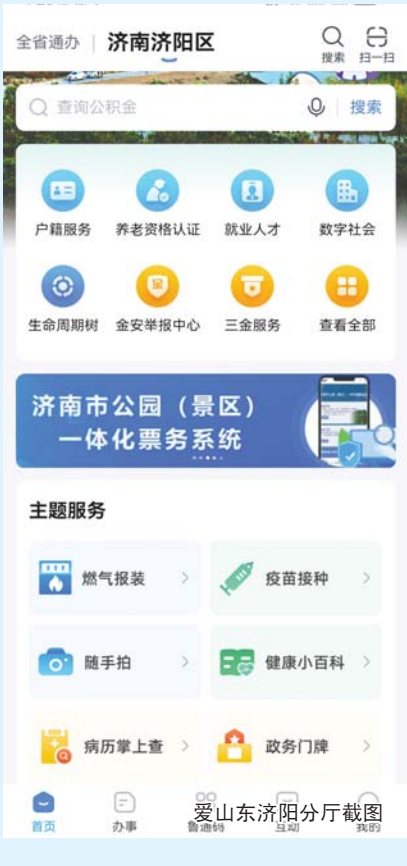 全省通办 | 济南济阳区 搜索 扫一扫
查询公积金 搜索
户籍服务 养老资格认证 就业人才 数字社会
生命周期树 金安举报中心 三金服务 查看全部
济南市公园（景区）
一体化票务系统
主题服务
燃气报装 疫苗接种
随手拍 健康小百科
病历掌上查 政务门牌
爱山东济阳分厅截图
首页 办事 鲁通码 互动 我的